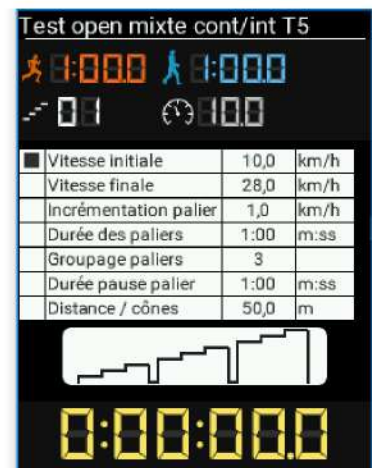 Test open mixte cont/int T5
1:00.0 1:00.0
01 10.0
Vitesse initiale 10,0 km/h
Vitesse finale 28,0 km/h
Incrémentation palier 1,0 km/h
Durée des paliers 1:00 m:ss
Groupage paliers 3
Durée pause palier 1:00 m:ss
Distance / cônes 50,0 m
0:00:00.0